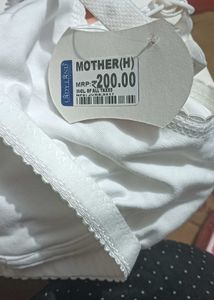 MOTHER(H)
MRP:₹200.00
INCL. OF ALL TAXES